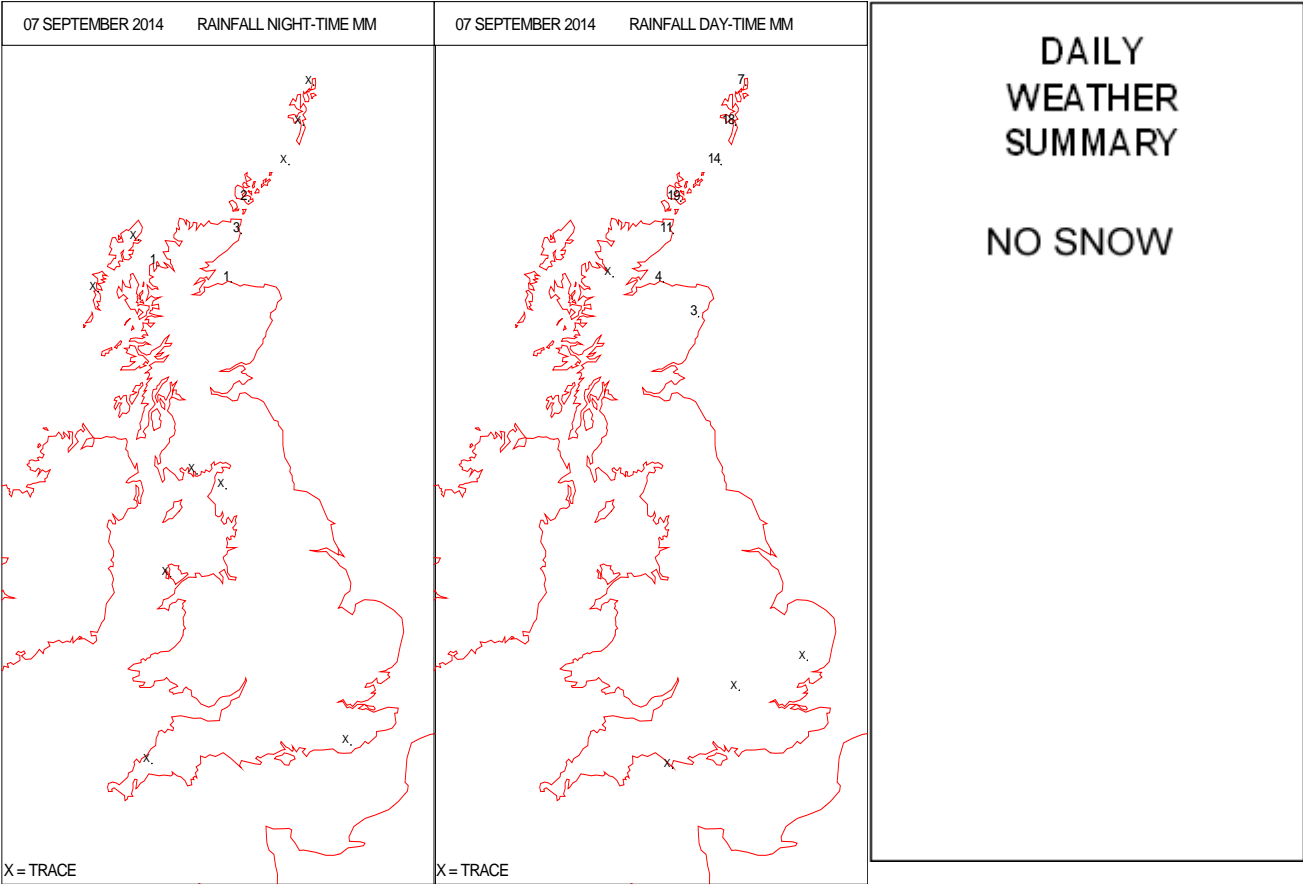 07 SEPTEMBER 2014 RAINFALL NIGHT-TIME MM
X
X
X
2
3
X
1
1
X
X
X
X
X
X
X = TRACE
07 SEPTEMBER 2014 RAINFALL DAY-TIME MM
7
18
14
19
11
X
4
3
X
X
X
X = TRACE
DAILY
WEATHER
SUMMARY
NO SNOW